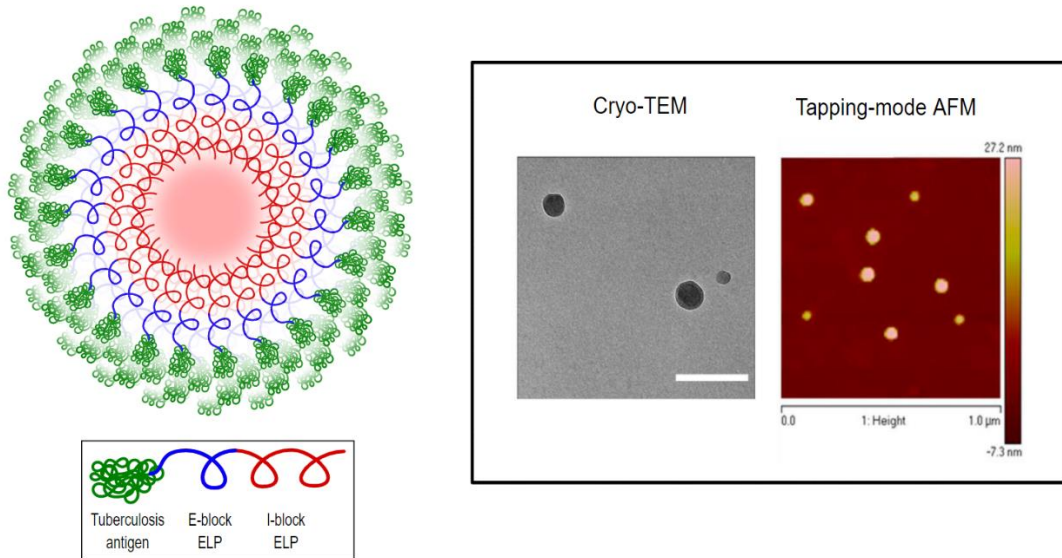 Cryo-TEM
Tapping-mode AFM
27.2 nm
0.0
1: Height
1.0 µm
-7.3 nm
Tuberculosis
antigen
E-block
ELP
I-block
ELP